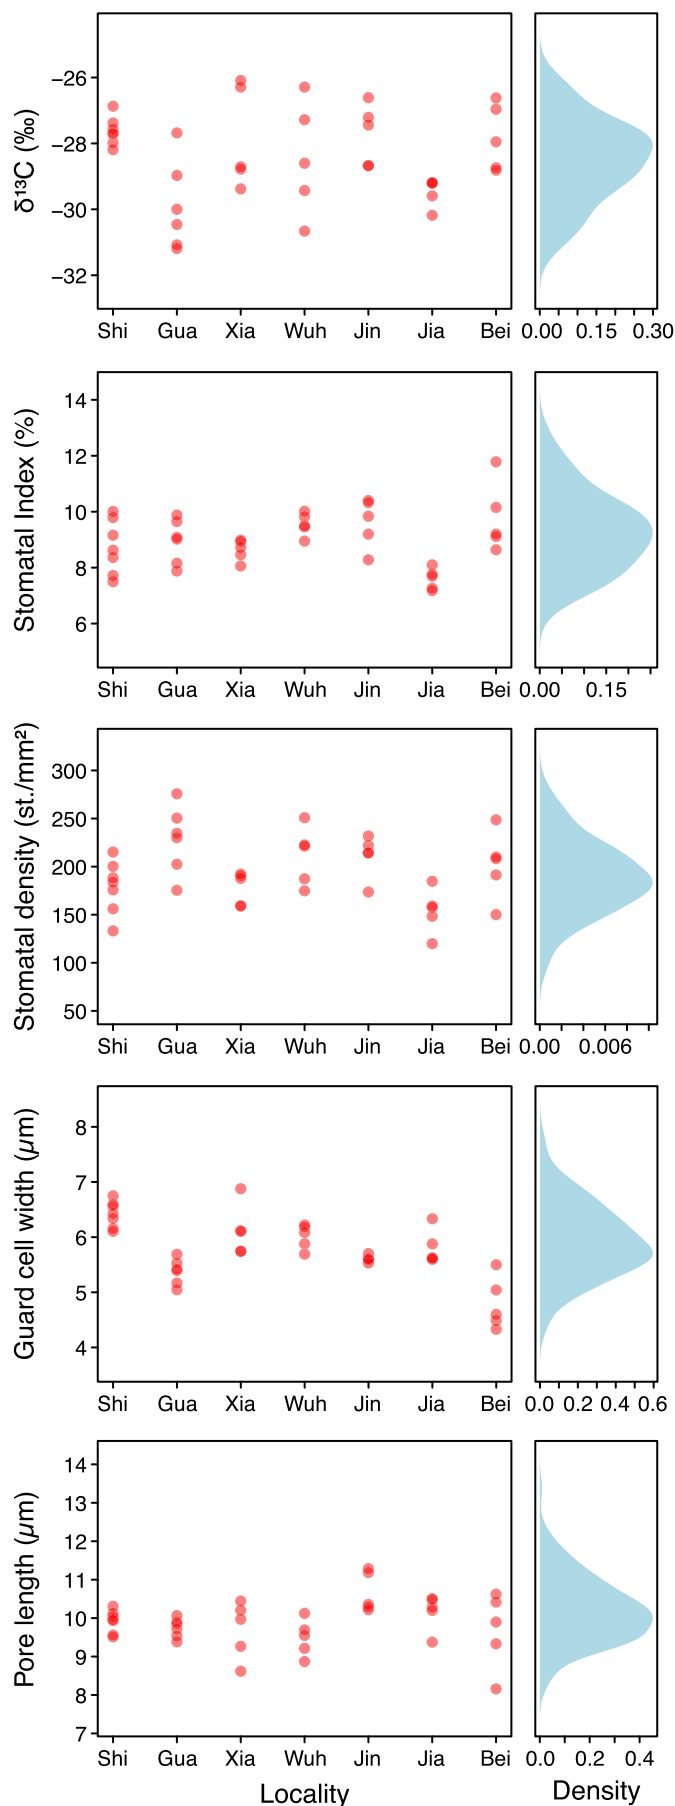 δ¹³C (‰)
−26
−28
−30
−32
Shi Gua Xia Wuh Jin Jia Bei
0.00 0.15 0.30
Stomatal Index (%)
14
12
10
8
6
Shi Gua Xia Wuh Jin Jia Bei
0.00 0.15
Stomatal density (st./mm²)
300
250
200
150
100
50
Shi Gua Xia Wuh Jin Jia Bei
0.00 0.006
Guard cell width (µm)
8
7
6
5
4
Shi Gua Xia Wuh Jin Jia Bei
0.0 0.2 0.4 0.6
Pore length (µm)
14
13
12
11
10
9
8
7
Shi Gua Xia Wuh Jin Jia Bei
0.0 0.2 0.4
Locality
Density